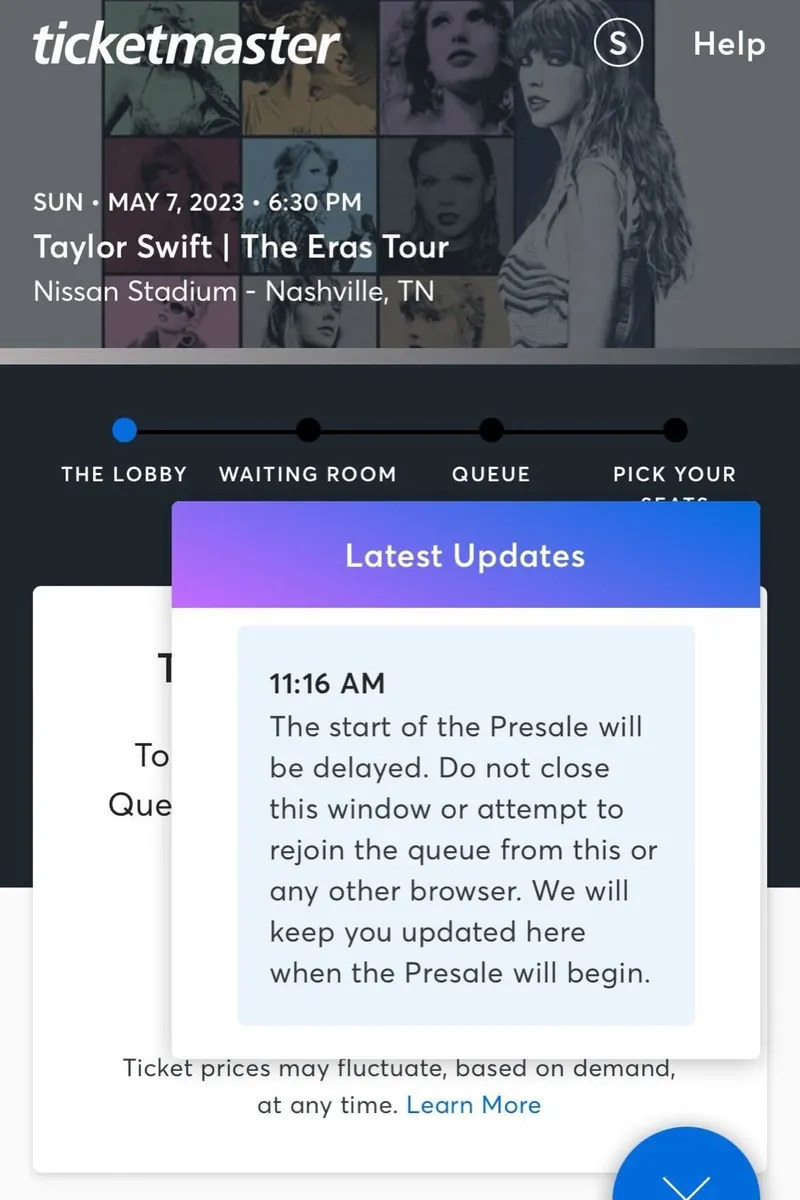 ticketmaster
S
Help
SUN • MAY 7, 2023 • 6:30 PM
Taylor Swift | The Eras Tour
Nissan Stadium - Nashville, TN
THE LOBBY
WAITING ROOM
QUEUE
PICK YOUR
SEATS
Latest Updates
11:16 AM
The start of the Presale will
be delayed. Do not close
this window or attempt to
rejoin the queue from this or
any other browser. We will
keep you updated here
when the Presale will begin.
To
Que
Ticket prices may fluctuate, based on demand,
at any time. Learn More